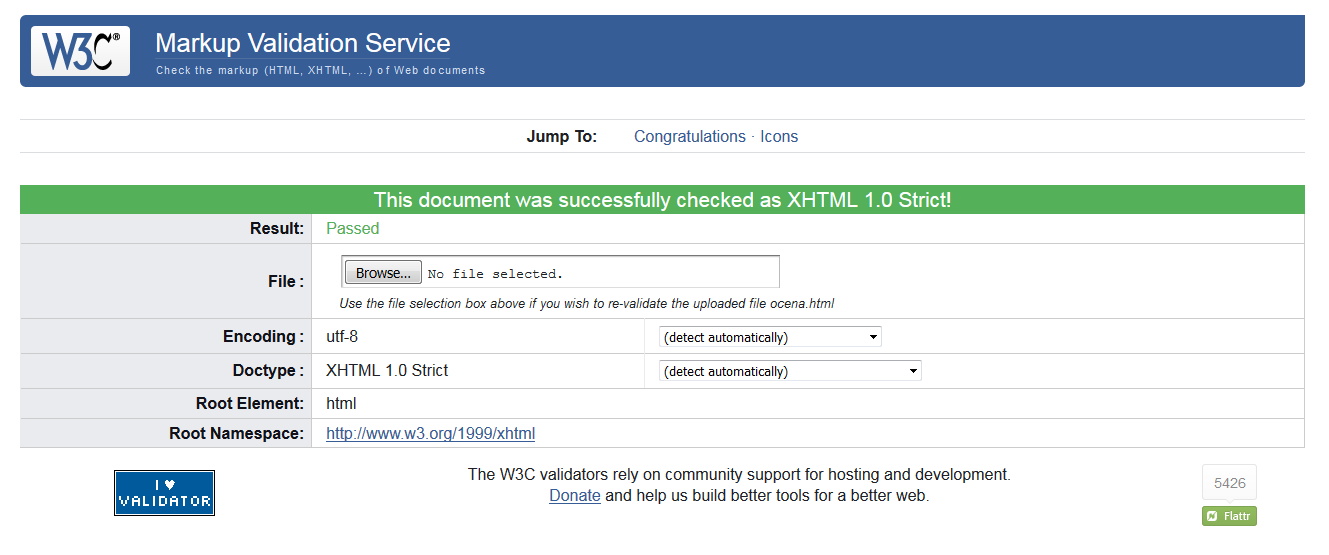 W3C®
Markup Validation Service
Check the markup (HTML, XHTML, ...) of Web documents
Jump To: Congratulations · Icons
This document was successfully checked as XHTML 1.0 Strict!
Result: Passed
File : Browse... No file selected.
Use the file selection box above if you wish to re-validate the uploaded file ocena.html
Encoding : utf-8 (detect automatically)
Doctype : XHTML 1.0 Strict (detect automatically)
Root Element: html
Root Namespace: http://www.w3.org/1999/xhtml
I ♥
VALIDATOR
The W3C validators rely on community support for hosting and development.
Donate and help us build better tools for a better web.
5426
Flattr